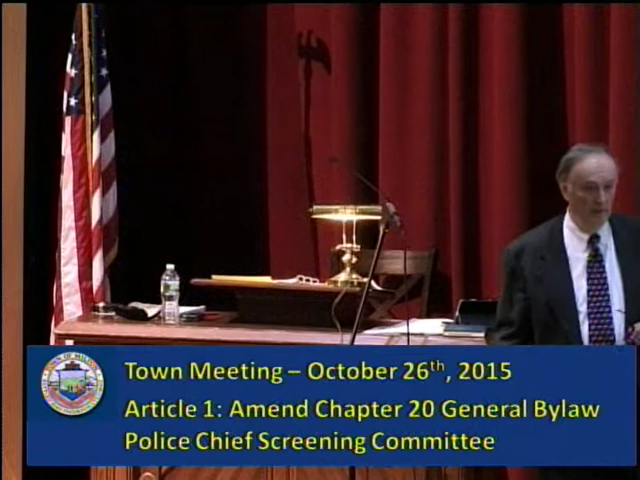 Town Meeting – October 26th, 2015
Article 1: Amend Chapter 20 General Bylaw
Police Chief Screening Committee